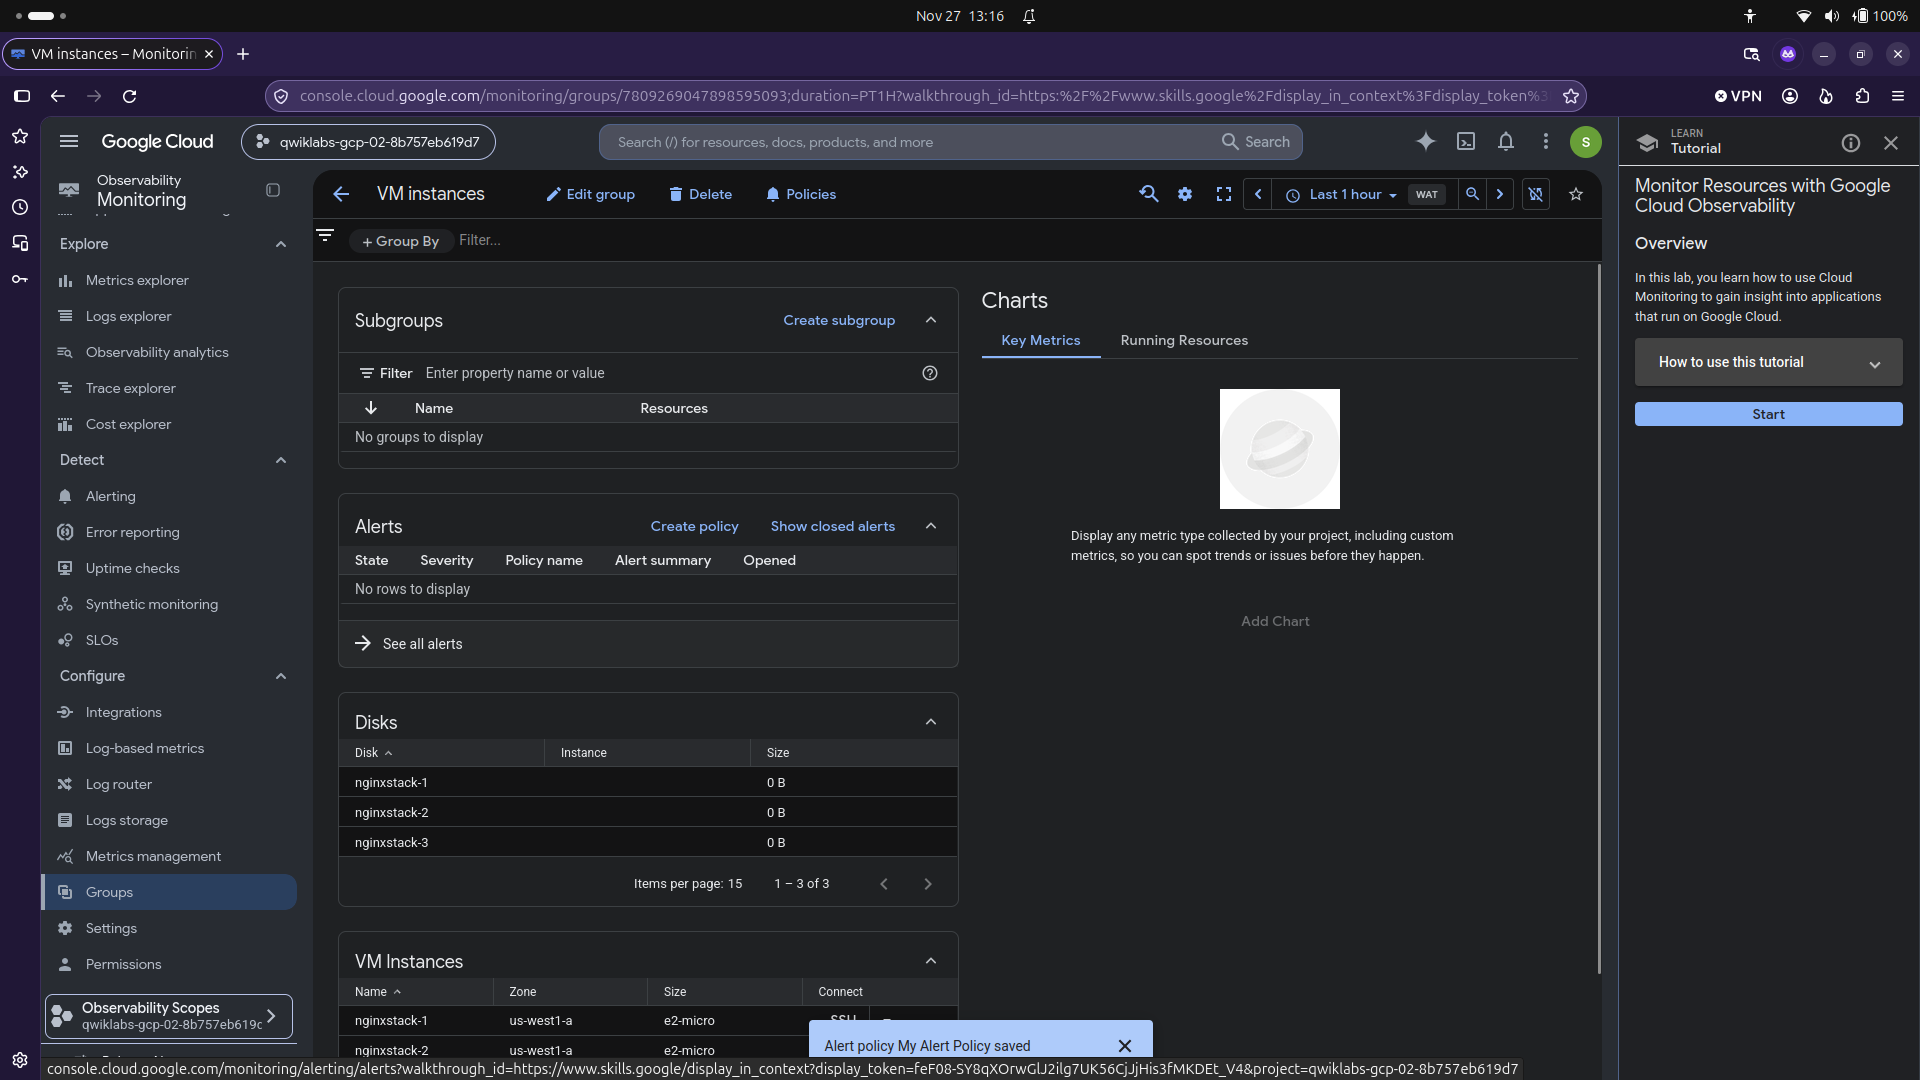 Nov 27 13:16
100%
VM instances – Monitorin
console.cloud.google.com/monitoring/groups/7809269047898595093;duration=PT1H?walkthrough_id=https:%2F%2Fwww.skills.google%2Fdisplay_in_context%3Fdisplay_token%
VPN
Google Cloud
qwiklabs-gcp-02-8b757eb619d7
Search (/) for resources, docs, products, and more
Search
S
LEARN
Tutorial
Observability
Monitoring
Explore
Metrics explorer
Logs explorer
Observability analytics
Trace explorer
Cost explorer
Detect
Alerting
Error reporting
Uptime checks
Synthetic monitoring
SLOs
Configure
Integrations
Log-based metrics
Log router
Logs storage
Metrics management
Groups
Settings
Permissions
Observability Scopes
qwiklabs-gcp-02-8b757eb619c
VM instances
Edit group
Delete
Policies
Last 1 hour
WAT
+ Group By
Filter...
Subgroups
Create subgroup
Filter
Enter property name or value
Name
Resources
No groups to display
Alerts
Create policy
Show closed alerts
State
Severity
Policy name
Alert summary
Opened
No rows to display
See all alerts
Disks
Disk
Instance
Size
nginxstack-1
0 B
nginxstack-2
0 B
nginxstack-3
0 B
Items per page: 15
1 – 3 of 3
VM Instances
Name
Zone
Size
Connect
nginxstack-1
us-west1-a
e2-micro
SSH
nginxstack-2
us-west1-a
e2-micro
Charts
Key Metrics
Running Resources
Display any metric type collected by your project, including custom
metrics, so you can spot trends or issues before they happen.
Add Chart
Monitor Resources with Google
Cloud Observability
Overview
In this lab, you learn how to use Cloud
Monitoring to gain insight into applications
that run on Google Cloud.
How to use this tutorial
Start
Alert policy My Alert Policy saved
console.cloud.google.com/monitoring/alerting/alerts?walkthrough_id=https://www.skills.google/display_in_context?display_token=feF08-SY8qXOrwGlJ2ilg7UK56CjJjHis3fMKDEt_V4&project=qwiklabs-gcp-02-8b757eb619d7